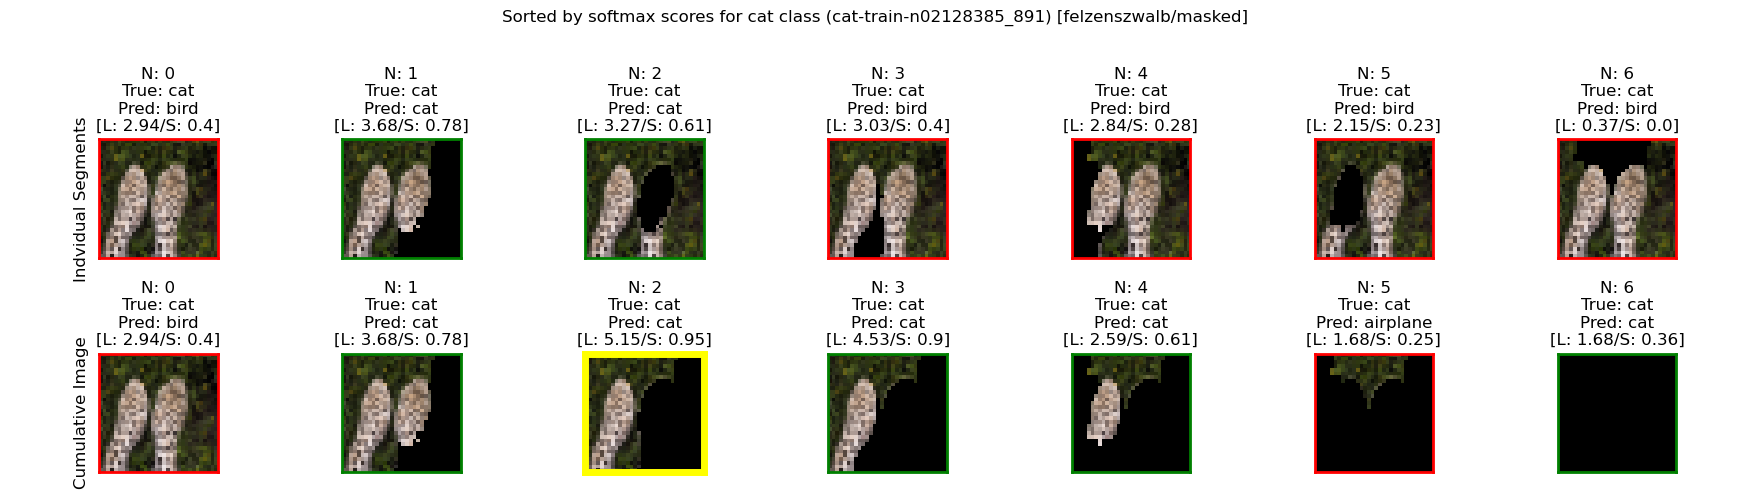 Sorted by softmax scores for cat class (cat-train-n02128385_891) [felzenszwalb/masked]
Indvidual Segments
N: 0
True: cat
Pred: bird
[L: 2.94/S: 0.4]
N: 1
True: cat
Pred: cat
[L: 3.68/S: 0.78]
N: 2
True: cat
Pred: cat
[L: 3.27/S: 0.61]
N: 3
True: cat
Pred: bird
[L: 3.03/S: 0.4]
N: 4
True: cat
Pred: bird
[L: 2.84/S: 0.28]
N: 5
True: cat
Pred: bird
[L: 2.15/S: 0.23]
N: 6
True: cat
Pred: bird
[L: 0.37/S: 0.0]
Cumulative Image
N: 0
True: cat
Pred: bird
[L: 2.94/S: 0.4]
N: 1
True: cat
Pred: cat
[L: 3.68/S: 0.78]
N: 2
True: cat
Pred: cat
[L: 5.15/S: 0.95]
N: 3
True: cat
Pred: cat
[L: 4.53/S: 0.9]
N: 4
True: cat
Pred: cat
[L: 2.59/S: 0.61]
N: 5
True: cat
Pred: airplane
[L: 1.68/S: 0.25]
N: 6
True: cat
Pred: cat
[L: 1.68/S: 0.36]